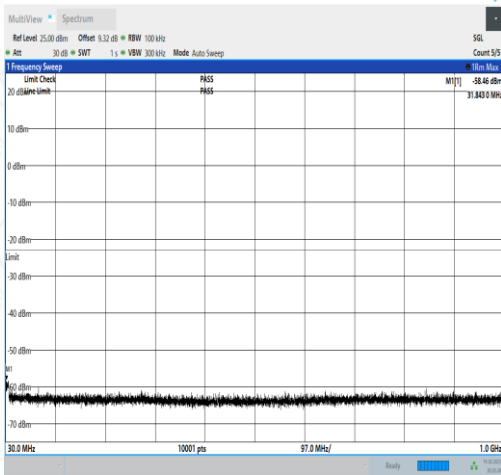 MultiView Spectrum
Ref Level 25.00 dBm Offset 9.32 dB RBW 100 kHz SGL
Att 30 dB SWT 1 s VBW 300 kHz Mode Auto Sweep Count 5/5
1 Frequency Sweep 1Rm Max
Limit Check PASS M1[1] -58.46 dBm
20 dBm Line Limit PASS 31.843 0 MHz
10 dBm
0 dBm
-10 dBm
-20 dBm
Limit
-30 dBm
-40 dBm
-50 dBm
M1
-60 dBm
-70 dBm
30.0 MHz 10001 pts 97.0 MHz/ 1.0 GHz
Ready